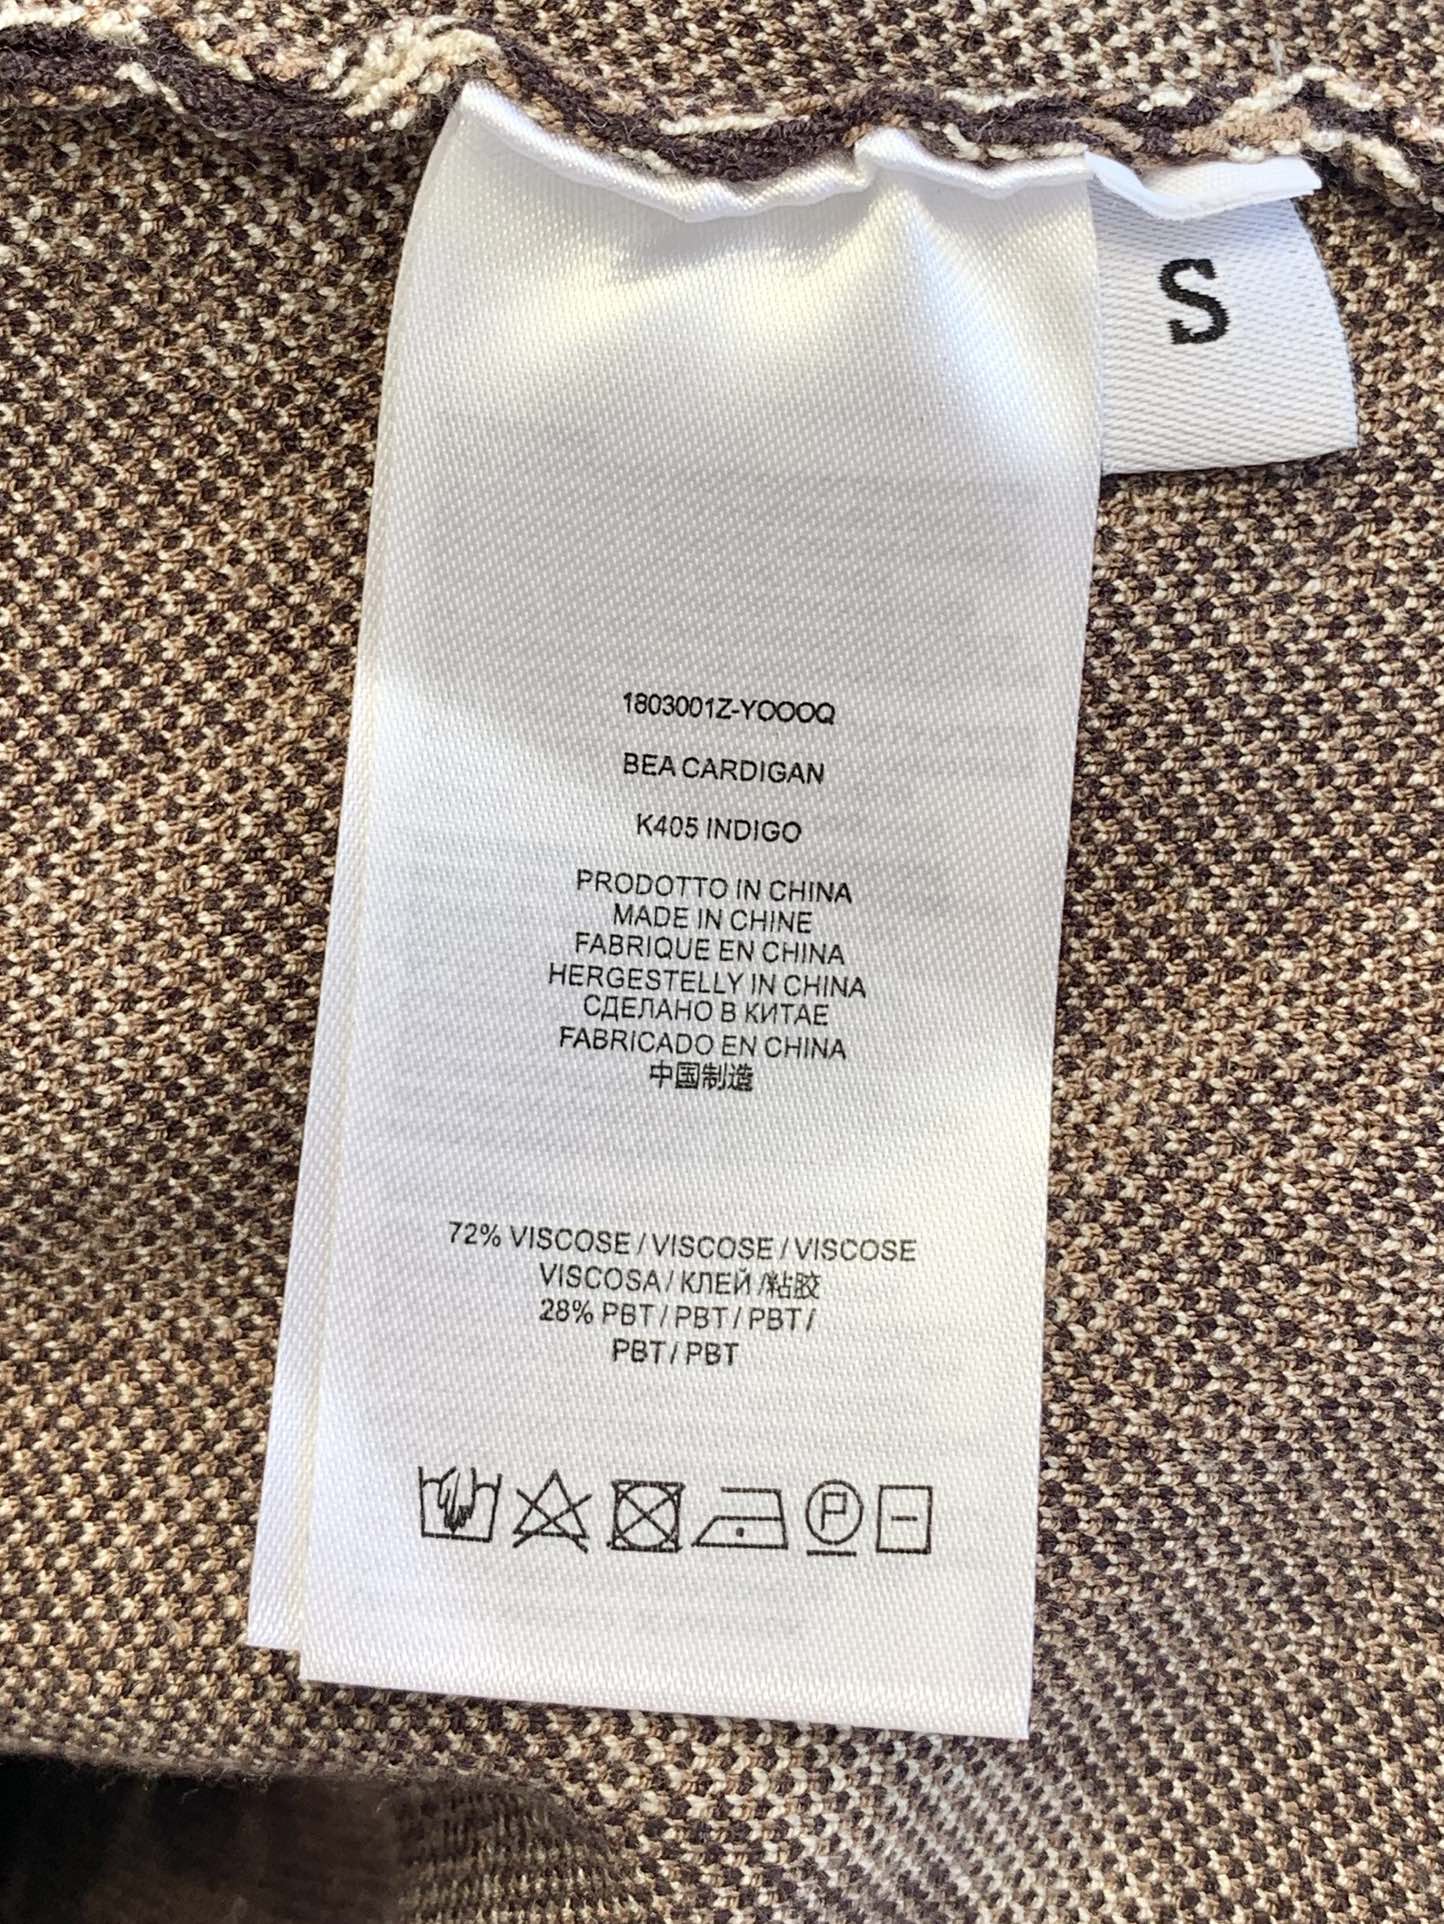 S
1803001Z-YOOOQ
BEA CARDIGAN
K405 INDIGO
PRODOTTO IN CHINA
MADE IN CHINE
FABRIQUE EN CHINA
HERGESTELLY IN CHINA
СДЕЛАНО В КИТАЕ
FABRICADO EN CHINA
中国制造
72% VISCOSE / VISCOSE / VISCOSE
VISCOSA / КЛЕЙ /粘胶
28% PBT / PBT / PBT /
PBT / PBT
P